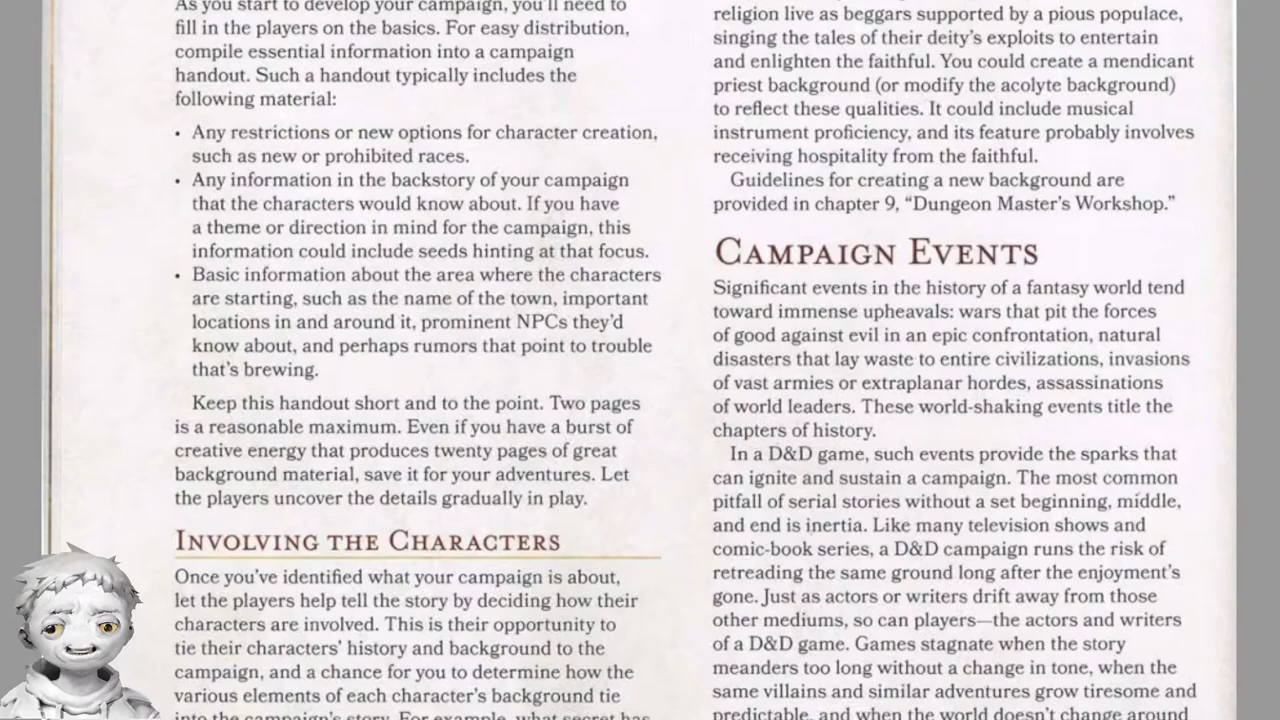 As you start to develop your campaign, you'll need to
fill in the players on the basics. For easy distribution,
compile essential information into a campaign
handout. Such a handout typically includes the
following material:
• Any restrictions or new options for character creation,
such as new or prohibited races.
• Any information in the backstory of your campaign
that the characters would know about. If you have
a theme or direction in mind for the campaign, this
information could include seeds hinting at that focus.
• Basic information about the area where the characters
are starting, such as the name of the town, important
locations in and around it, prominent NPCs they'd
know about, and perhaps rumors that point to trouble
that's brewing.
Keep this handout short and to the point. Two pages
is a reasonable maximum. Even if you have a burst of
creative energy that produces twenty pages of great
background material, save it for your adventures. Let
the players uncover the details gradually in play.
Involving the Characters
Once you've identified what your campaign is about,
let the players help tell the story by deciding how their
characters are involved. This is their opportunity to
tie their characters' history and background to the
campaign, and a chance for you to determine how the
various elements of each character's background tie
into the campaign's story. For example, what secret has
religion live as beggars supported by a pious populace,
singing the tales of their deity's exploits to entertain
and enlighten the faithful. You could create a mendicant
priest background (or modify the acolyte background)
to reflect these qualities. It could include musical
instrument proficiency, and its feature probably involves
receiving hospitality from the faithful.
Guidelines for creating a new background are
provided in chapter 9, “Dungeon Master's Workshop.”
Campaign Events
Significant events in the history of a fantasy world tend
toward immense upheavals: wars that pit the forces
of good against evil in an epic confrontation, natural
disasters that lay waste to entire civilizations, invasions
of vast armies or extraplanar hordes, assassinations
of world leaders. These world-shaking events title the
chapters of history.
In a D&D game, such events provide the sparks that
can ignite and sustain a campaign. The most common
pitfall of serial stories without a set beginning, middle,
and end is inertia. Like many television shows and
comic-book series, a D&D campaign runs the risk of
retreading the same ground long after the enjoyment's
gone. Just as actors or writers drift away from those
other mediums, so can players—the actors and writers
of a D&D game. Games stagnate when the story
meanders too long without a change in tone, when the
same villains and similar adventures grow tiresome and
predictable, and when the world doesn't change around